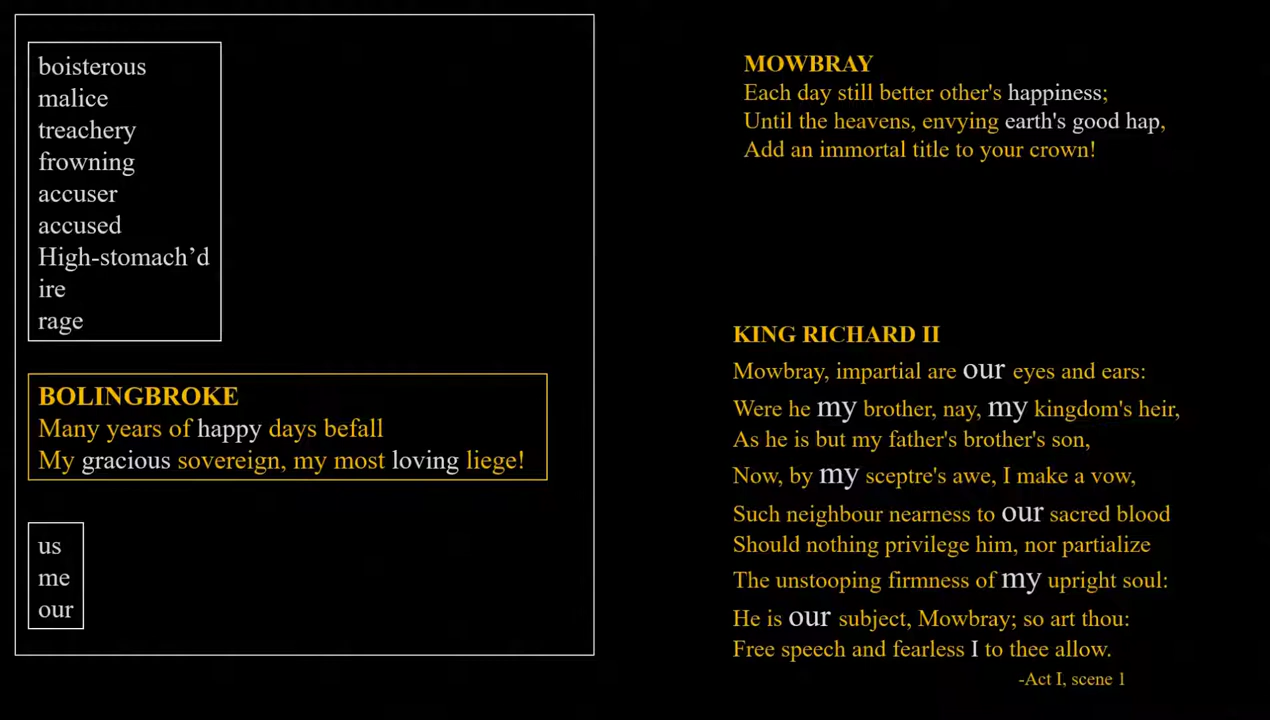 boisterous
malice
treachery
frowning
accuser
accused
High-stomach’d
ire
rage
BOLINGBROKE
Many years of happy days befall
My gracious sovereign, my most loving liege!
us
me
our
MOWBRAY
Each day still better other's happiness;
Until the heavens, envying earth's good hap,
Add an immortal title to your crown!
KING RICHARD II
Mowbray, impartial are our eyes and ears:
Were he my brother, nay, my kingdom's heir,
As he is but my father's brother's son,
Now, by my sceptre's awe, I make a vow,
Such neighbour nearness to our sacred blood
Should nothing privilege him, nor partialize
The unstooping firmness of my upright soul:
He is our subject, Mowbray; so art thou:
Free speech and fearless I to thee allow.
-Act I, scene 1